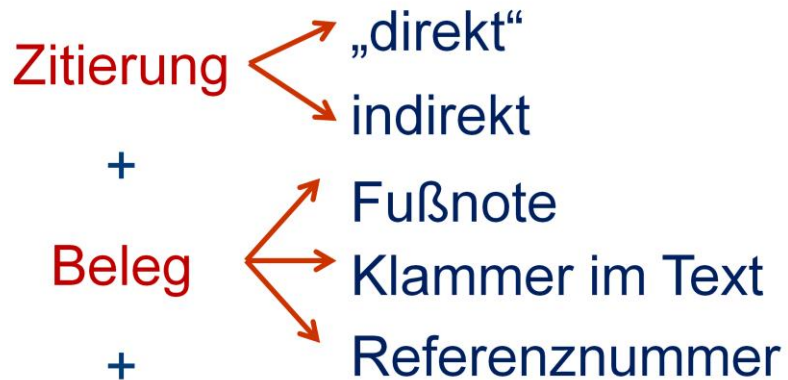 Zitierung
„direkt“
indirekt
+
Beleg
Fußnote
Klammer im Text
Referenznummer
+